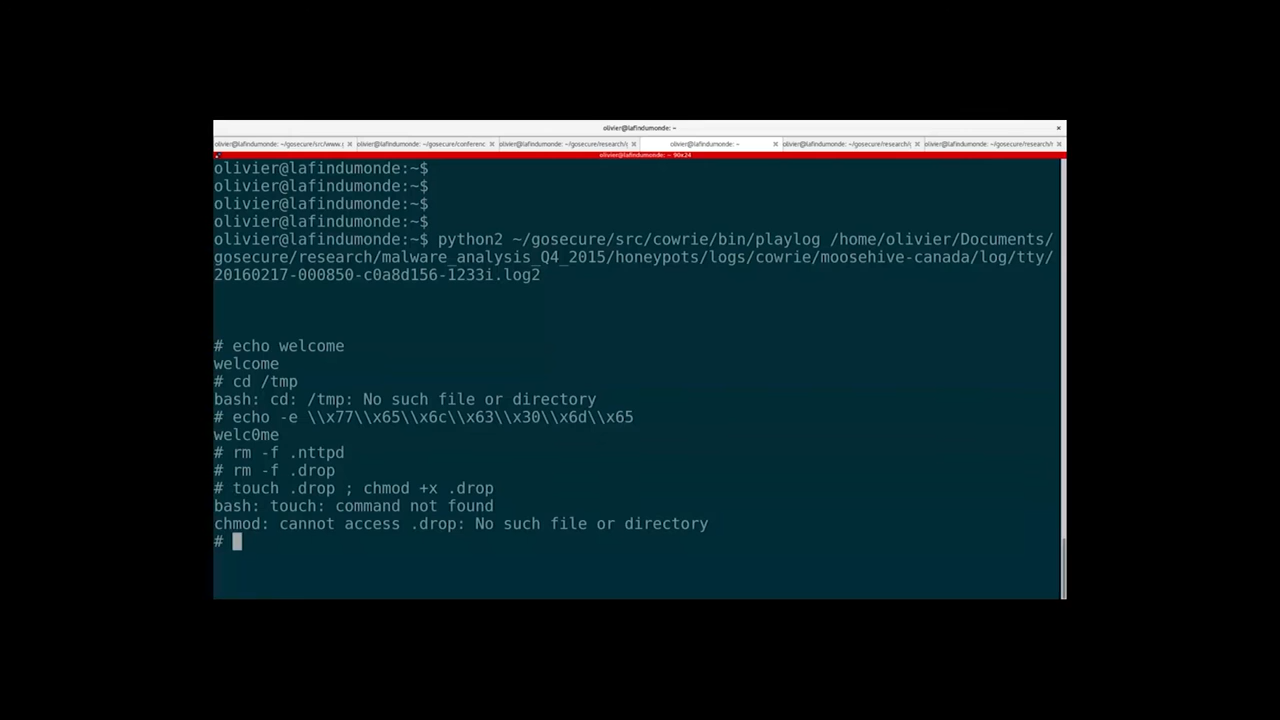 olivier@lafindumonde: ~
olivier@lafindumonde: ~/gosecure/src/www.g olivier@lafindumonde: ~/gosecure/conferenc olivier@lafindumonde: ~/gosecure/research/g olivier@lafindumonde: ~ olivier@lafindumonde: ~/gosecure/research/g olivier@lafindumonde: ~/gosecure/research/r
olivier@lafindumonde: ~ 90x24
olivier@lafindumonde:~$
olivier@lafindumonde:~$
olivier@lafindumonde:~$
olivier@lafindumonde:~$
olivier@lafindumonde:~$ python2 ~/gosecure/src/cowrie/bin/playlog /home/olivier/Documents/
gosecure/research/malware_analysis_Q4_2015/honeypots/logs/cowrie/moosehive-canada/log/tty/
20160217-000850-c0a8d156-1233i.log2
# echo welcome
welcome
# cd /tmp
bash: cd: /tmp: No such file or directory
# echo -e \\x77\\x65\\x6c\\x63\\x30\\x6d\\x65
welc0me
# rm -f .nttpd
# rm -f .drop
# touch .drop ; chmod +x .drop
bash: touch: command not found
chmod: cannot access .drop: No such file or directory
#